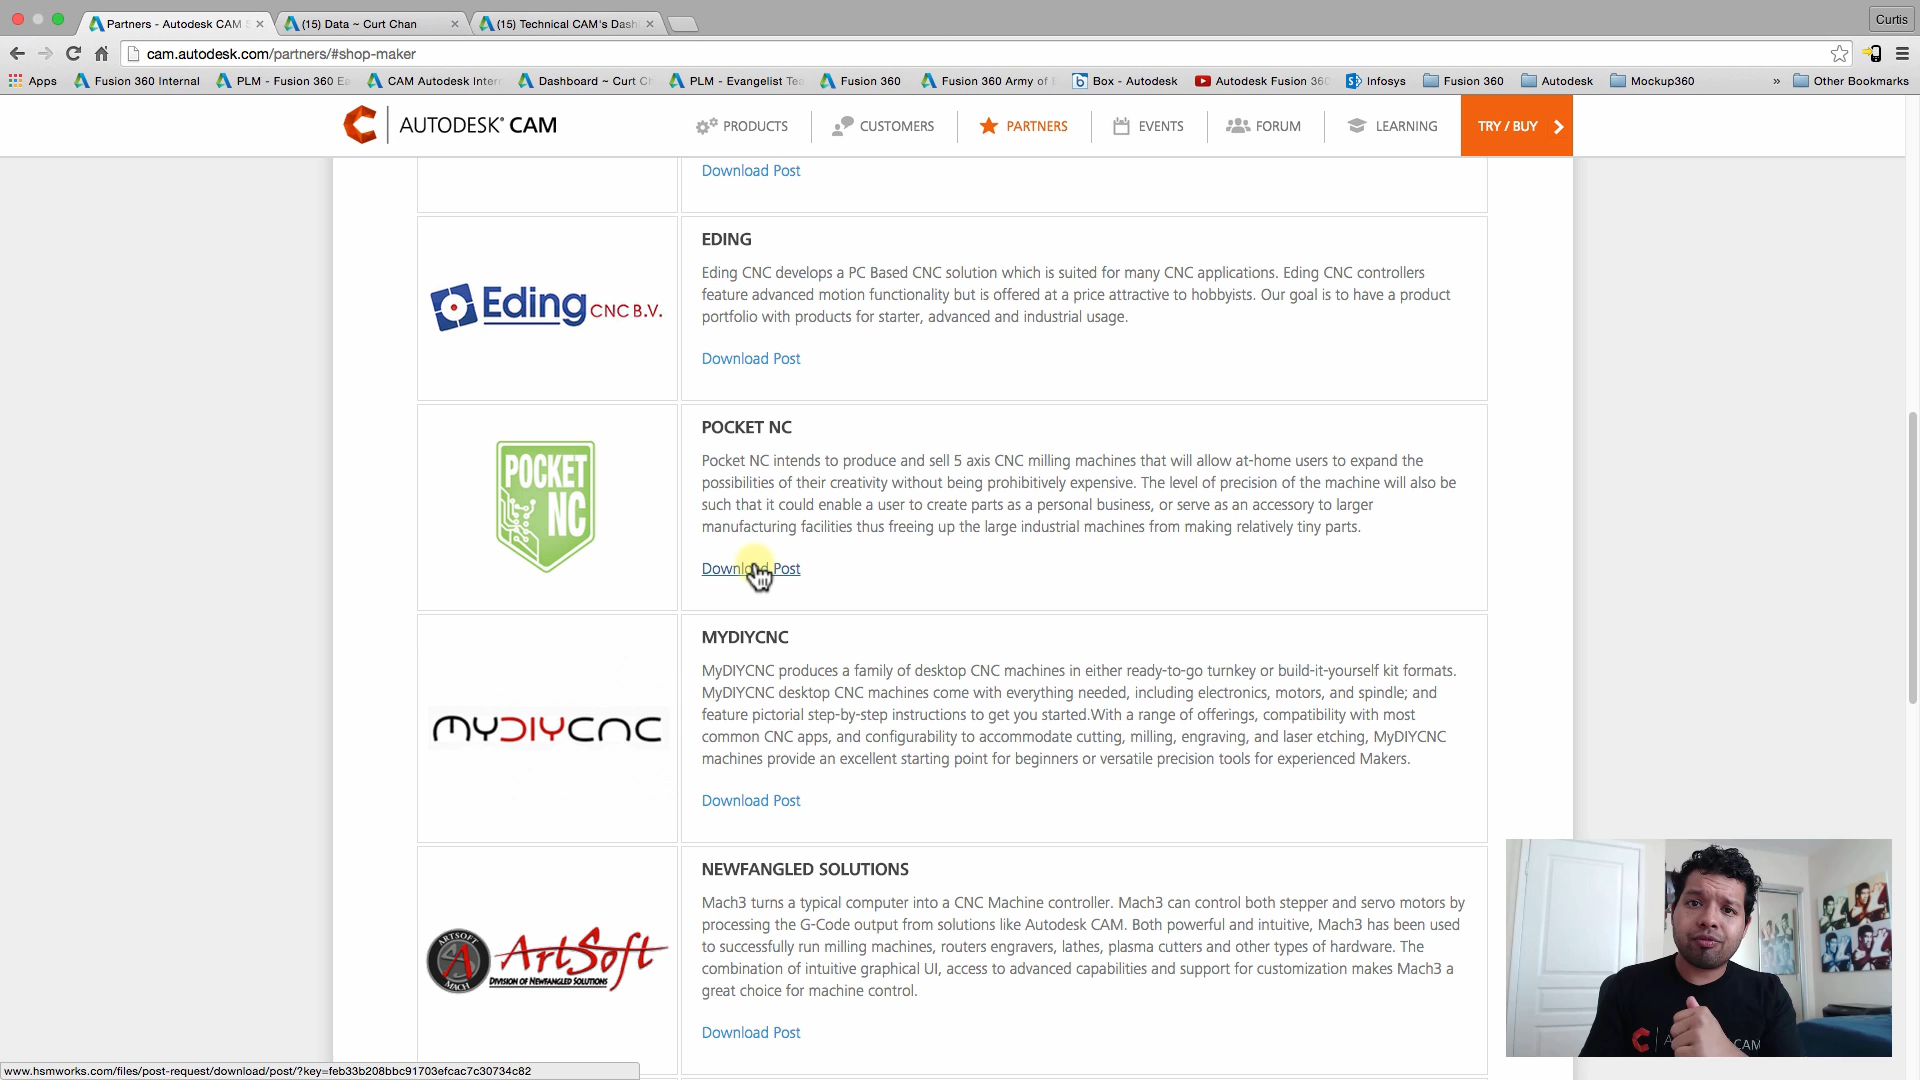 Partners - Autodesk CAM S
(15) Data ~ Curt Chan
(15) Technical CAM's Dash
Curtis
cam.autodesk.com/partners/#shop-maker
Apps
Fusion 360 Internal
PLM - Fusion 360 Ea
CAM Autodesk Inter
Dashboard ~ Curt Ch
PLM - Evangelist Tea
Fusion 360
Fusion 360 Army of
Box - Autodesk
Autodesk Fusion 360
Infosys
Fusion 360
Autodesk
Mockup360
»
Other Bookmarks
AUTODESK® CAM
PRODUCTS
CUSTOMERS
PARTNERS
EVENTS
FORUM
LEARNING
TRY / BUY
Download Post
Eding CNC B.V.
EDING
Eding CNC develops a PC Based CNC solution which is suited for many CNC applications. Eding CNC controllers
feature advanced motion functionality but is offered at a price attractive to hobbyists. Our goal is to have a product
portfolio with products for starter, advanced and industrial usage.
Download Post
POCKET
NC
POCKET NC
Pocket NC intends to produce and sell 5 axis CNC milling machines that will allow at-home users to expand the
possibilities of their creativity without being prohibitively expensive. The level of precision of the machine will also be
such that it could enable a user to create parts as a personal business, or serve as an accessory to larger
manufacturing facilities thus freeing up the large industrial machines from making relatively tiny parts.
Download Post
MYDIYCNC
MYDIYCNC
MyDIYCNC produces a family of desktop CNC machines in either ready-to-go turnkey or build-it-yourself kit formats.
MyDIYCNC desktop CNC machines come with everything needed, including electronics, motors, and spindle; and
feature pictorial step-by-step instructions to get you started.With a range of offerings, compatibility with most
common CNC apps, and configurability to accommodate cutting, milling, engraving, and laser etching, MyDIYCNC
machines provide an excellent starting point for beginners or versatile precision tools for experienced Makers.
Download Post
ARTSOFT
MACH
ArtSoft
DIVISION OF NEWFANGLED SOLUTIONS
NEWFANGLED SOLUTIONS
Mach3 turns a typical computer into a CNC Machine controller. Mach3 can control both stepper and servo motors by
processing the G-Code output from solutions like Autodesk CAM. Both powerful and intuitive, Mach3 has been used
to successfully run milling machines, routers engravers, lathes, plasma cutters and other types of hardware. The
combination of intuitive graphical UI, access to advanced capabilities and support for customization makes Mach3 a
great choice for machine control.
Download Post
CAM
www.hsmworks.com/files/post-request/download/post/?key=feb33b208bbc91703efcac7c30734c82